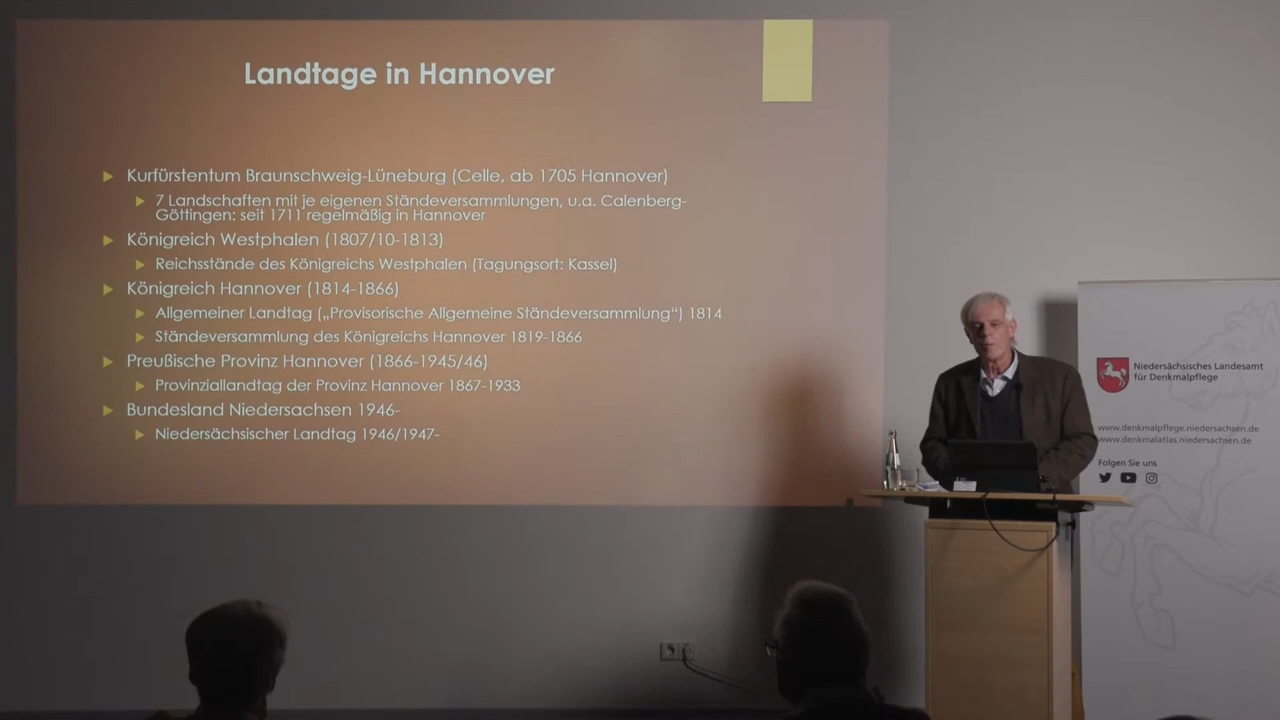 Landtage in Hannover
Kurfürstentum Braunschweig-Lüneburg (Celle, ab 1705 Hannover)
7 Landschaften mit je eigenen Ständeversammlungen, u.a. Calenberg-
Göttingen: seit 1711 regelmäßig in Hannover
Königreich Westphalen (1807/10-1813)
Reichsstände des Königreichs Westphalen (Tagungsort: Kassel)
Königreich Hannover (1814-1866)
Allgemeiner Landtag („Provisorische Allgemeine Ständeversammlung“) 1814
Ständeversammlung des Königreichs Hannover 1819-1866
Preußische Provinz Hannover (1866-1945/46)
Provinziallandtag der Provinz Hannover 1867-1933
Bundesland Niedersachsen 1946-
Niedersächsischer Landtag 1946/1947-
Niedersächsisches Landesamt
für Denkmalpflege
www.denkmalpflege.niedersachsen.de
www.denkmalatlas.niedersachsen.de
Folgen Sie uns